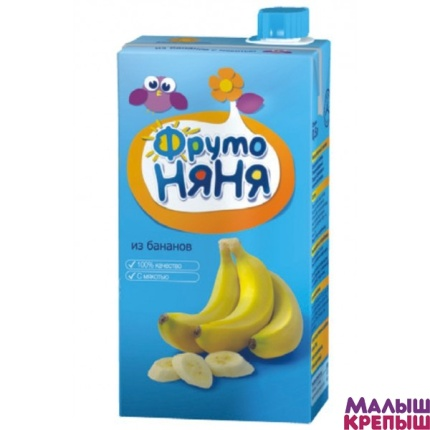 Фруто
НЯНЯ
из бананов
100% качество
С мякотью
МАЛЫШ
КРЕПЫШ